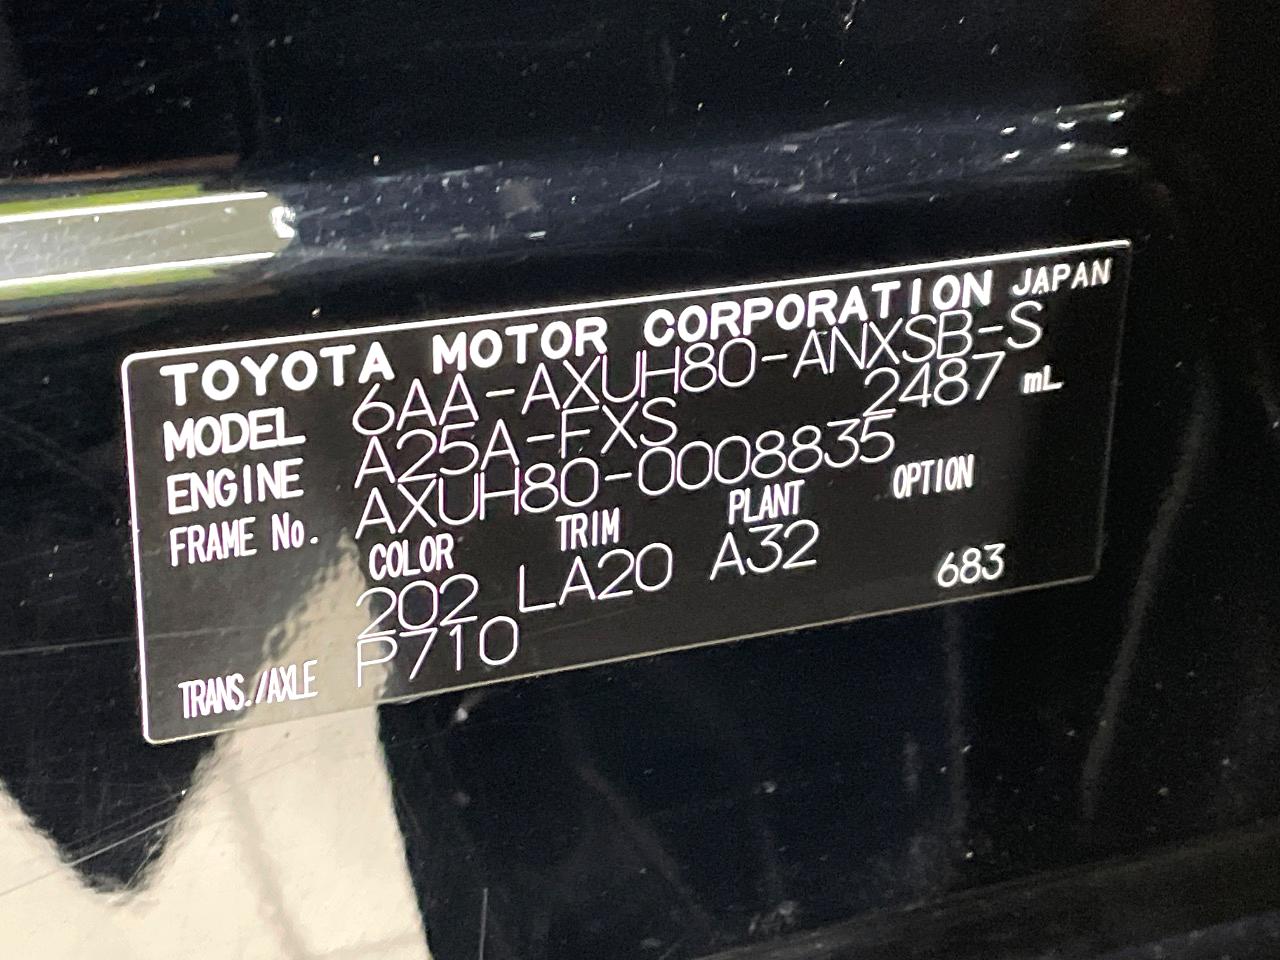 TOYOTA MOTOR CORPORATION JAPAN
MODEL 6AA-AXUH80-ANXSB-S
ENGINE A25A-FXS 2487 mL
FRAME No. AXUH80-0008835
COLOR TRIM PLANT OPTION
202 LA20 A32 683
TRANS./AXLE P710